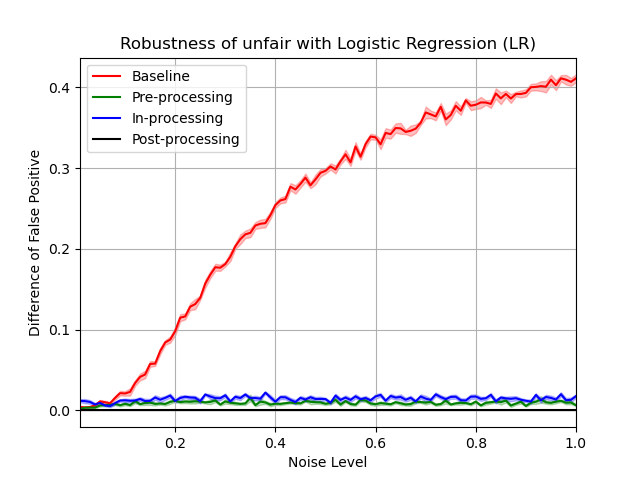 Robustness of unfair with Logistic Regression (LR)
Baseline
Pre-processing
In-processing
Post-processing
Difference of False Positive
0.4
0.3
0.2
0.1
0.0
0.2 0.4 0.6 0.8 1.0
Noise Level